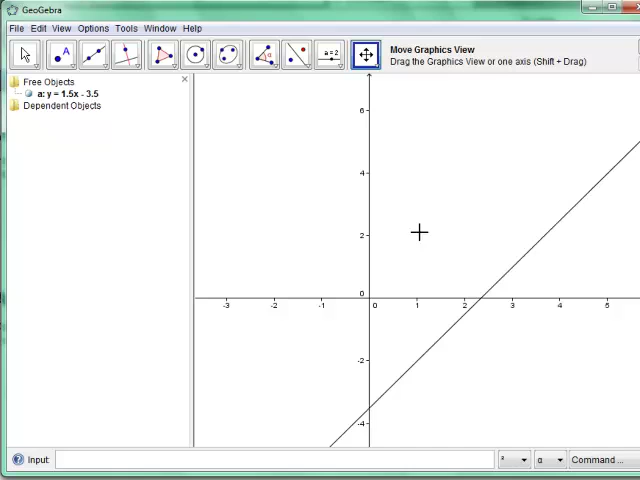 GeoGebra
File Edit View Options Tools Window Help
A
α
a = 2
Move Graphics View
Drag the Graphics View or one axis (Shift + Drag)
Free Objects
a: y = 1.5x - 3.5
Dependent Objects
6
4
2
0
-3 -2 -1 0 1 2 3 4 5
-2
-4
Input:
² α Command ...